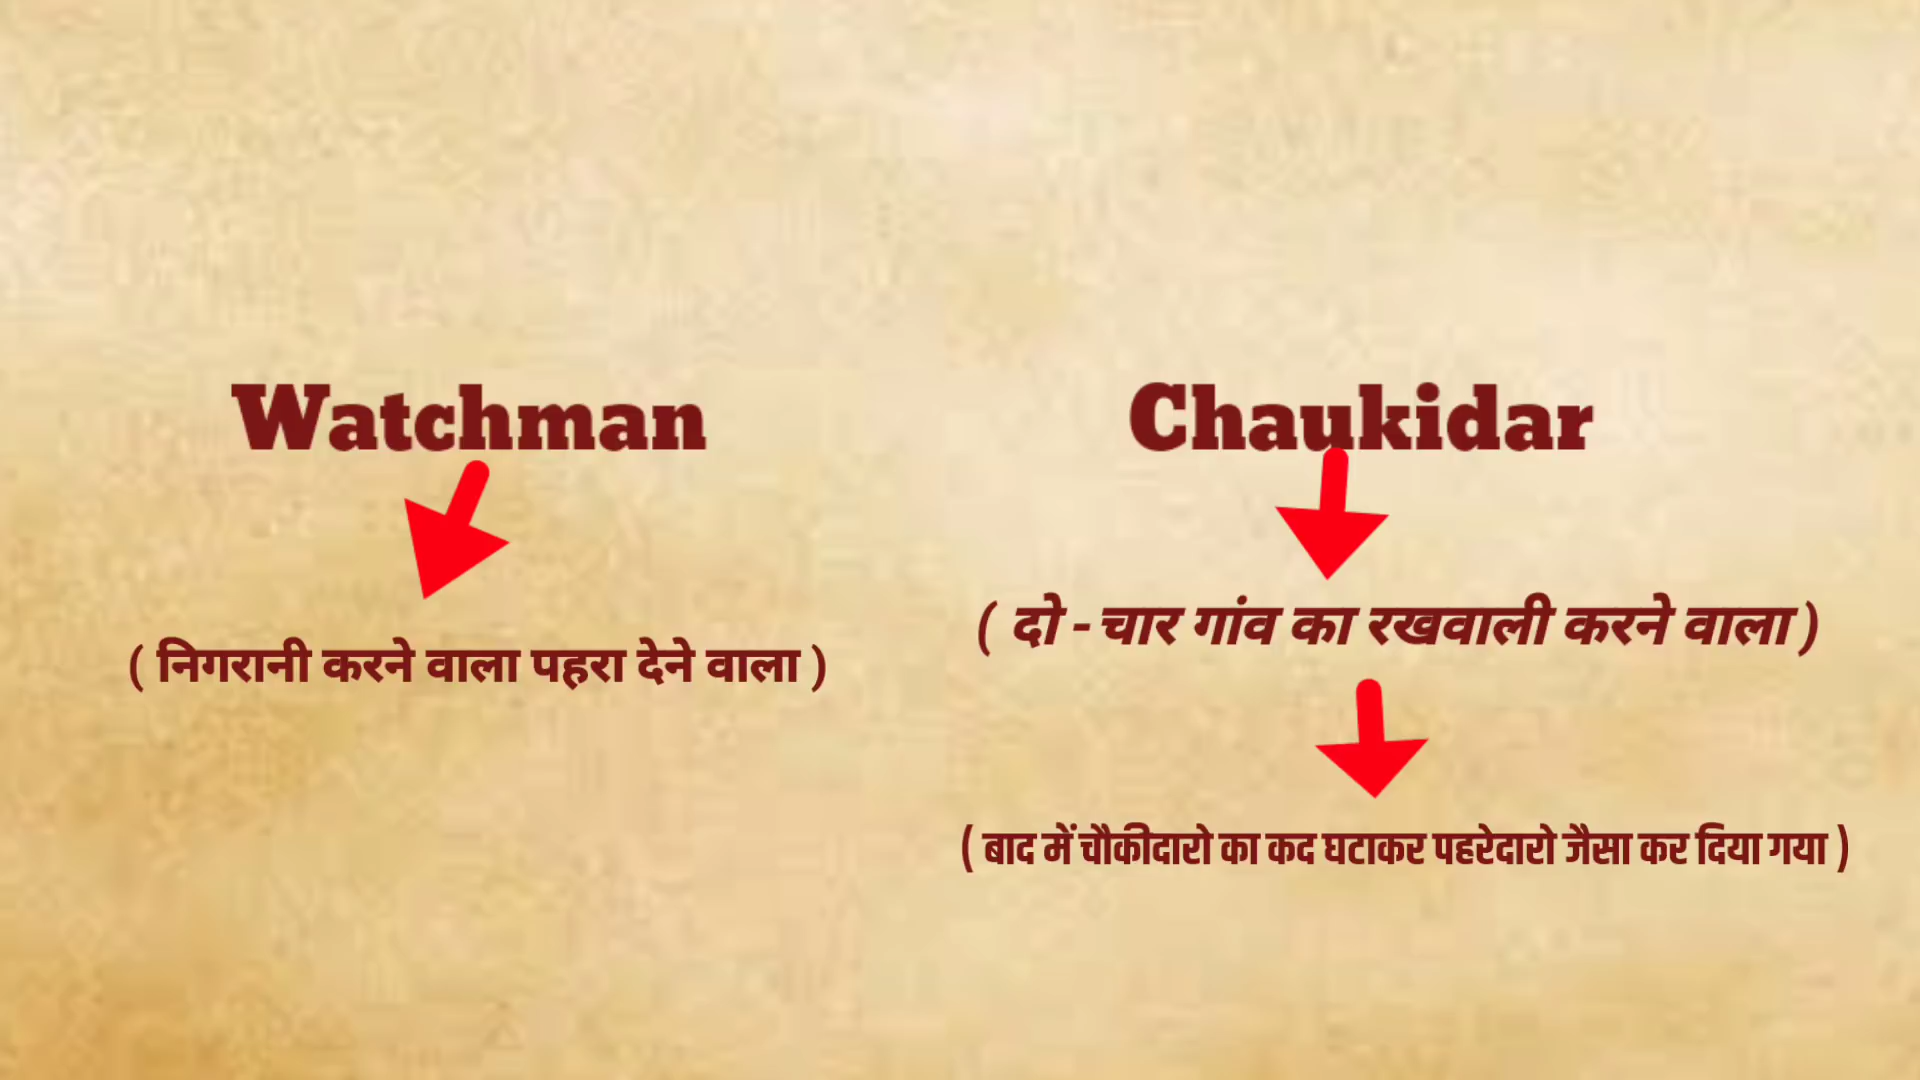 Watchman
( निगरानी करने वाला पहरा देने वाला )
Chaukidar
( दो - चार गांव का रखवाली करने वाला )
( बाद में चौकीदारो का कद घटाकर पहरेदारो जैसा कर दिया गया )